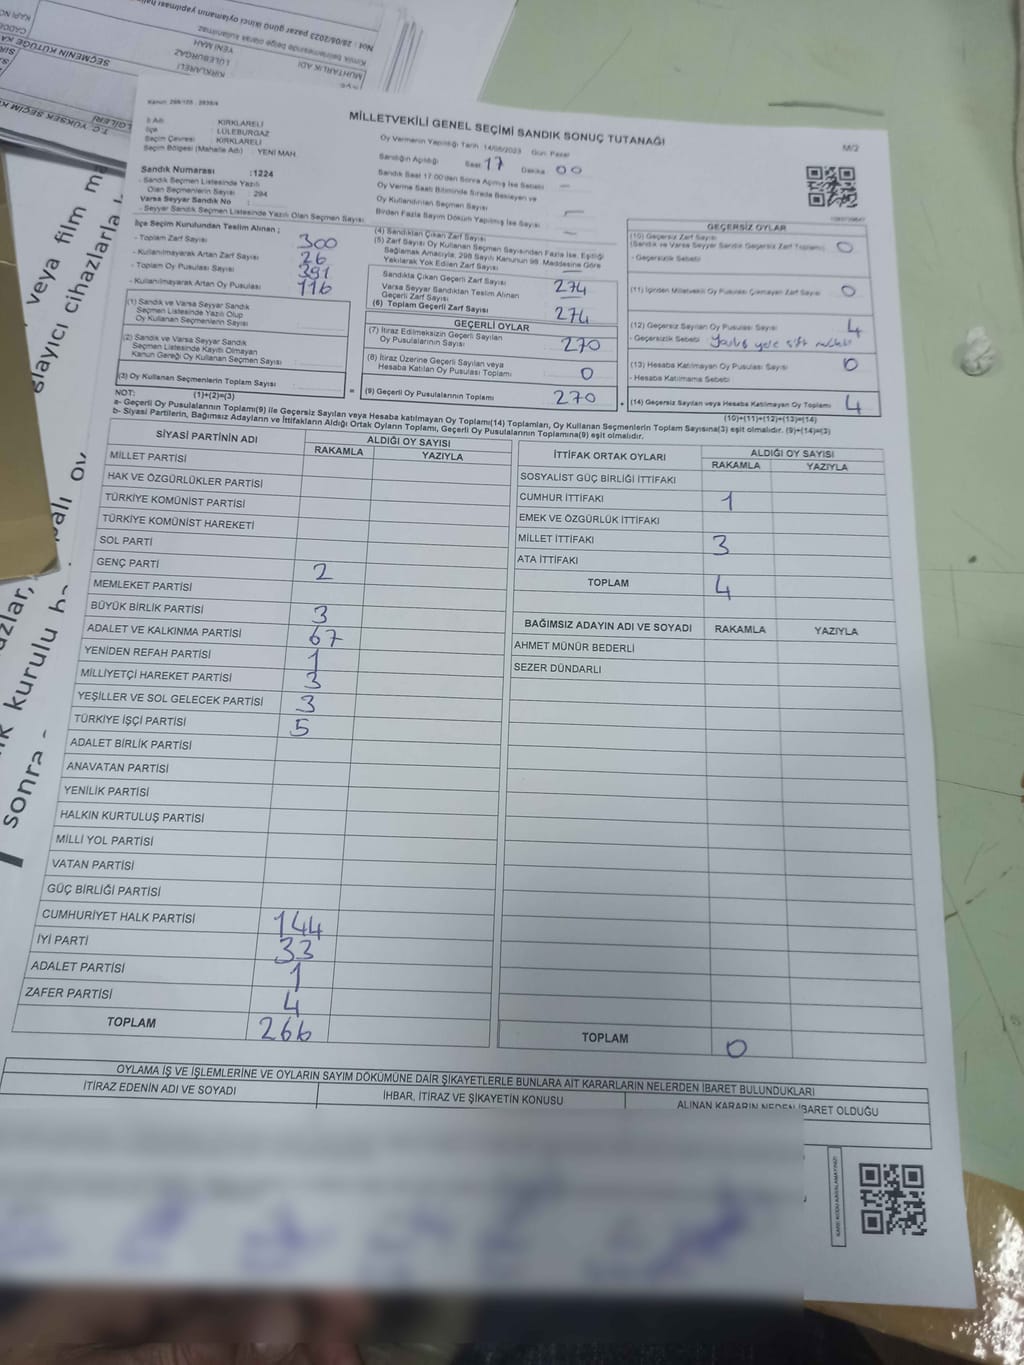 Not : 28/05/2023 pazar günü ikinci oylamanın yapılması
Kimlik belirlemesinde belge olarak kullanılmaz
MUHTARLIK ADI
YENİ MAH
LÜLEBURGAZ
KIRKLARELİ
SEÇMENİN KÜTÜĞE
T.C. YÜKSEK SEÇİM
veya film
glayıcı cihazlarla
kurulu
sonra -
MİLLETVEKİLİ GENEL SEÇİMİ SANDIK SONUÇ TUTANAĞI
M/2
İl Adı : KIRKLARELİ
İlçe : LÜLEBURGAZ
Seçim Çevresi : KIRKLARELİ
Seçim Bölgesi (Mahalle Adı) : YENİ MAH.
Sandık Numarası :1224
- Sandık Seçmen Listesinde Yazılı
Olan Seçmenlerin Sayısı : 294
Varsa Seyyar Sandık No :
- Seyyar Sandık Seçmen Listesinde Yazılı Olan Seçmen Sayısı
Oy Vermenin Yapıldığı Tarih :14/05/2023 Gün: Pazar
Sandığın Açıldığı Saat 17 Dakika 00
Sandık Saat 17:00'den Sonra Açılmış İse Sebebi —
Oy Verme Saati Bitiminde Sırada Bekleyen ve
Oy Kullandırılan Seçmen Sayısı —
Birden Fazla Sayım Döküm Yapılmış İse Sayısı —
İlçe Seçim Kurulundan Teslim Alınan ;
- Toplam Zarf Sayısı 300
- Kullanılmayarak Artan Zarf Sayısı 26
- Toplam Oy Pusulası Sayısı 391
- Kullanılmayarak Artan Oy Pusulası 116
(1) Sandık ve Varsa Seyyar Sandık
Seçmen Listesinde Yazılı Olup
Oy Kullanan Seçmenlerin Sayısı
(2) Sandık ve Varsa Seyyar Sandık
Seçmen Listesinde Kayıtlı Olmayan
Kanun Gereği Oy Kullanan Seçmen Sayısı
(3) Oy Kullanan Seçmenlerin Toplam Sayısı
(1)+(2)=(3)
(4) Sandıktan Çıkan Zarf Sayısı
(5) Zarf Sayısı Oy Kullanan Seçmen Sayısından Fazla İse, Eşitliği
Sağlamak Amacıyla; 298 Sayılı Kanunun 98. Maddesine Göre
Yakılarak Yok Edilen Zarf Sayısı —
Sandıkta Çıkan Geçerli Zarf Sayısı 274
Varsa Seyyar Sandıktan Teslim Alınan
Geçerli Zarf Sayısı —
(6) Toplam Geçerli Zarf Sayısı 274
GEÇERLİ OYLAR
(7) İtiraz Edilmeksizin Geçerli Sayılan
Oy Pusulalarının Sayısı: 270
(8) İtiraz Üzerine Geçerli Sayılan veya
Hesaba Katılan Oy Pusulası Toplamı 0
= (9) Geçerli Oy Pusulalarının Toplamı 270
GEÇERSİZ OYLAR
(10) Geçersiz Zarf Sayısı
(Sandık ve Varsa Seyyar Sandık Geçersiz Zarf Toplamı) 0
- Geçersizlik Sebebi
(11) İçinden Milletvekili Oy Pusulası Çıkmayan Zarf Sayısı 0
(12) Geçersiz Sayılan Oy Pusulası Sayısı 4
- Geçersizlik Sebebi Yanlış yere çift mühür
(13) Hesaba Katılmayan Oy Pusulası Sayısı 0
- Hesaba Katılmama Sebebi
+ (14) Geçersiz Sayılan veya Hesaba Katılmayan Oy Toplamı 4
(10)+(11)+(12)+(13)=(14)
NOT:
a- Geçerli Oy Pusulalarının Toplamı(9) ile Geçersiz Sayılan veya Hesaba katılmayan Oy Toplamı(14) Toplamları, Oy Kullanan Seçmenlerin Toplam Sayısına(3) eşit olmalıdır. (9)+(14)=(3)
b- Siyasi Partilerin, Bağımsız Adayların ve İttifakların Aldığı Ortak Oyların Toplamı, Geçerli Oy Pusulalarının Toplamına(9) eşit olmalıdır.
SİYASİ PARTİNİN ADI
ALDIĞI OY SAYISI
RAKAMLA YAZIYLA
MİLLET PARTİSİ
HAK VE ÖZGÜRLÜKLER PARTİSİ
TÜRKİYE KOMÜNİST PARTİSİ
TÜRKİYE KOMÜNİST HAREKETİ
SOL PARTİ
GENÇ PARTİ 2
MEMLEKET PARTİSİ
BÜYÜK BİRLİK PARTİSİ 3
ADALET VE KALKINMA PARTİSİ 67
YENİDEN REFAH PARTİSİ 1
MİLLİYETÇİ HAREKET PARTİSİ 3
YEŞİLLER VE SOL GELECEK PARTİSİ 3
TÜRKİYE İŞÇİ PARTİSİ 5
ADALET BİRLİK PARTİSİ
ANAVATAN PARTİSİ
YENİLİK PARTİSİ
HALKIN KURTULUŞ PARTİSİ
MİLLİ YOL PARTİSİ
VATAN PARTİSİ
GÜÇ BİRLİĞİ PARTİSİ
CUMHURİYET HALK PARTİSİ 144
İYİ PARTİ 33
ADALET PARTİSİ 1
ZAFER PARTİSİ 4
TOPLAM 266
İTTİFAK ORTAK OYLARI
ALDIĞI OY SAYISI
RAKAMLA YAZIYLA
SOSYALİST GÜÇ BİRLİĞİ İTTİFAKI
CUMHUR İTTİFAKI 1
EMEK VE ÖZGÜRLÜK İTTİFAKI
MİLLET İTTİFAKI 3
ATA İTTİFAKI
TOPLAM 4
BAĞIMSIZ ADAYIN ADI VE SOYADI RAKAMLA YAZIYLA
AHMET MÜNÜR BEDERLİ
SEZER DÜNDARLI
TOPLAM 0
OYLAMA İŞ VE İŞLEMLERİNE VE OYLARIN SAYIM DÖKÜMÜNE DAİR ŞİKAYETLERLE BUNLARA AİT KARARLARIN NELERDEN İBARET BULUNDUKLARI
İTİRAZ EDENİN ADI VE SOYADI
İHBAR, İTİRAZ VE ŞİKAYETİN KONUSU
ALINAN KARARIN NEDEN İBARET OLDUĞU